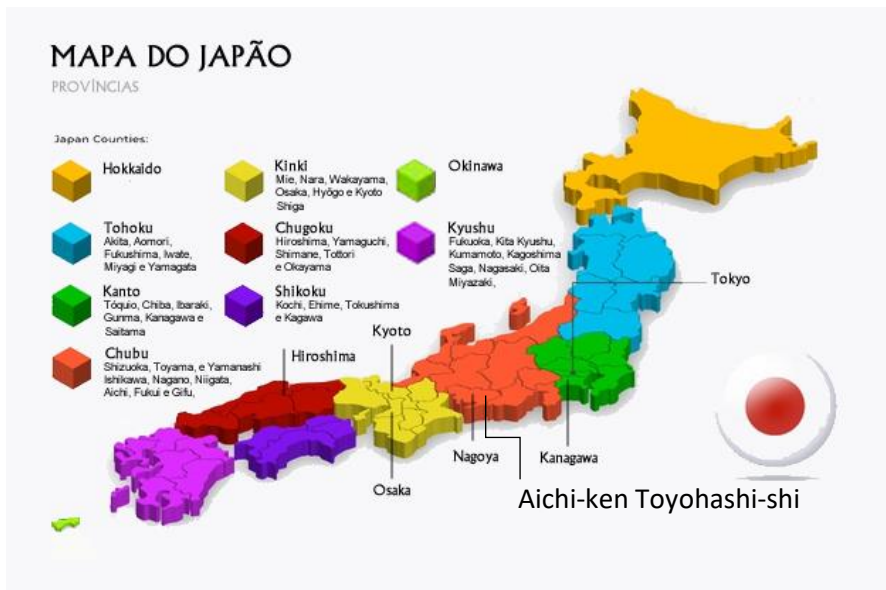 MAPA DO JAPÃO
PROVÍNCIAS
Japan Counties:
Hokkaido
Tohoku
Akita, Aomori,
Fukushima, Iwate,
Miyagi e Yamagata
Kanto
Tóquio, Chiba, Ibaraki,
Gunma, Kanagawa e
Saitama
Chubu
Shizuoka, Toyama, e Yamanashi
Ishikawa, Nagano, Niigata,
Aichi, Fukui e Gifu,
Kinki
Mie, Nara, Wakayama,
Osaka, Hyōgo e Kyoto
Shiga
Chugoku
Hiroshima, Yamaguchi,
Shimane, Tottori
e Okayama
Shikoku
Kochi, Ehime, Tokushima
e Kagawa
Okinawa
Kyushu
Fukuoka, Kita Kyushu,
Kumamoto, Kagoshima
Saga, Nagasaki, Oita
Miyazaki,
Tokyo
Kyoto
Hiroshima
Nagoya
Kanagawa
Osaka
Aichi-ken Toyohashi-shi